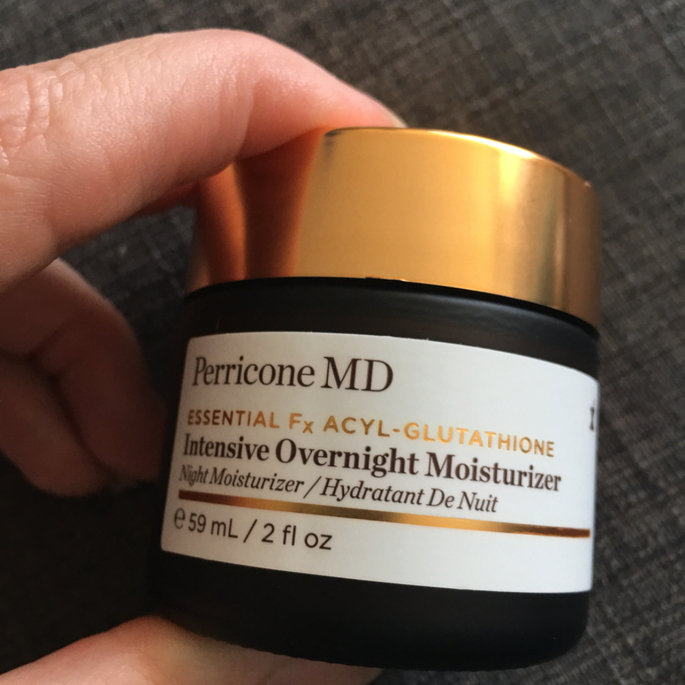 Perricone MD
ESSENTIAL Fx ACYL-GLUTATHIONE
Intensive Overnight Moisturizer
Night Moisturizer / Hydratant De Nuit
℮ 59 mL / 2 fl oz